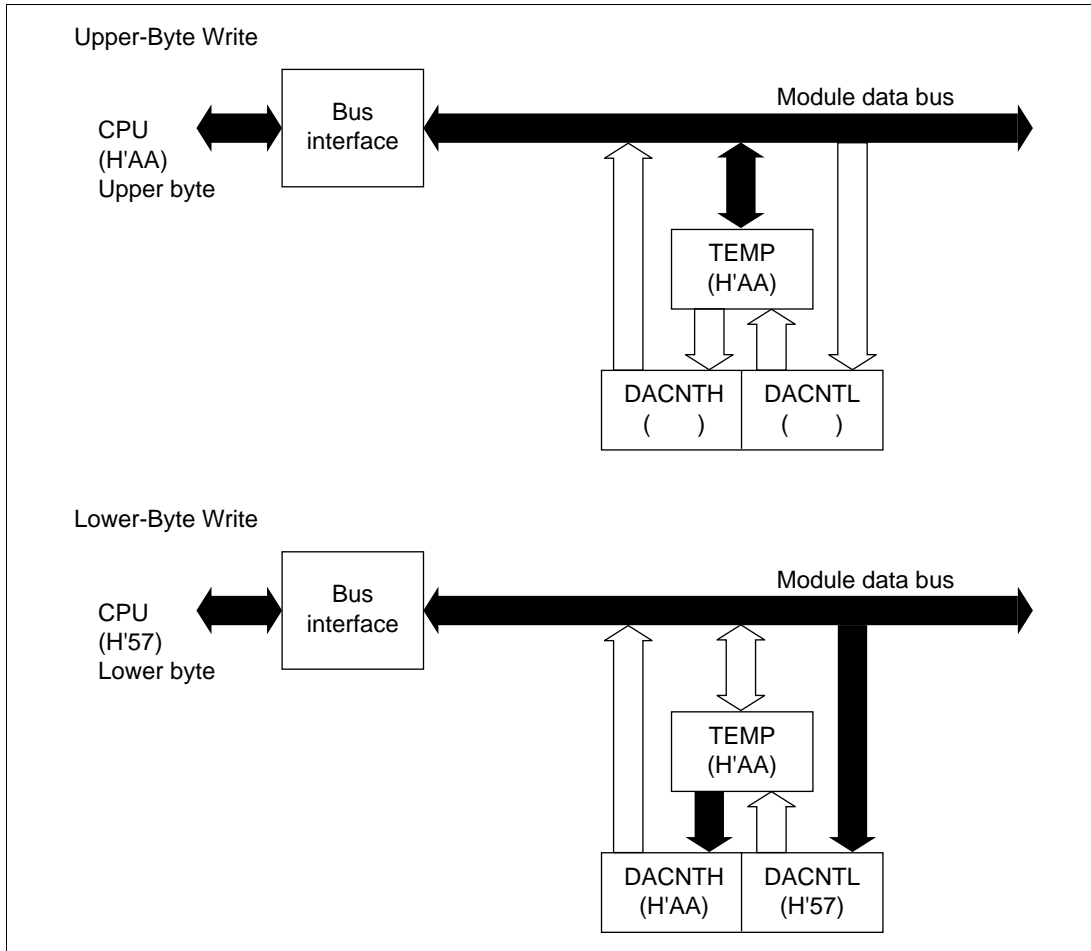 Upper-Byte Write
CPU
(H'AA)
Upper byte
Bus
interface
Module data bus
TEMP
(H'AA)
DACNTH
(      )
DACNTL
(      )
Lower-Byte Write
CPU
(H'57)
Lower byte
Bus
interface
Module data bus
TEMP
(H'AA)
DACNTH
(H'AA)
DACNTL
(H'57)